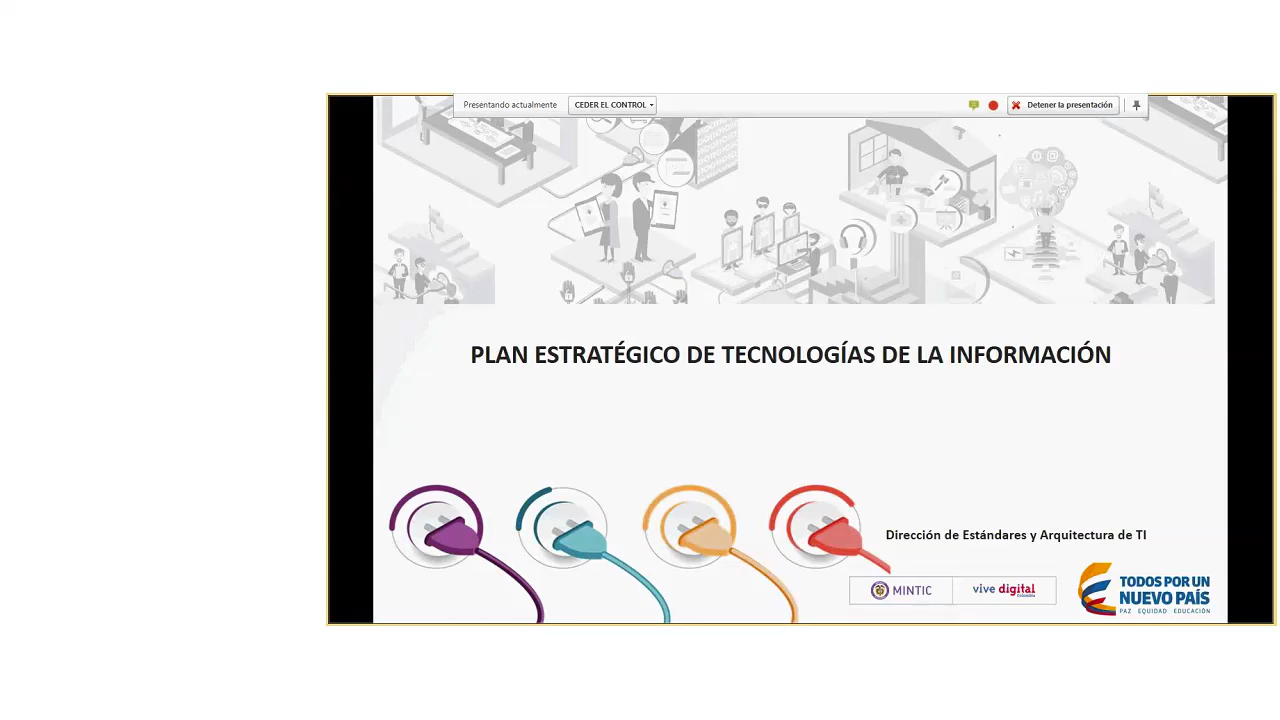 Presentando actualmente CEDER EL CONTROL Detener la presentación
PLAN ESTRATÉGICO DE TECNOLOGÍAS DE LA INFORMACIÓN
Dirección de Estándares y Arquitectura de TI
MINTIC vive digital
Colombia
TODOS POR UN
NUEVO PAÍS
PAZ EQUIDAD EDUCACIÓN